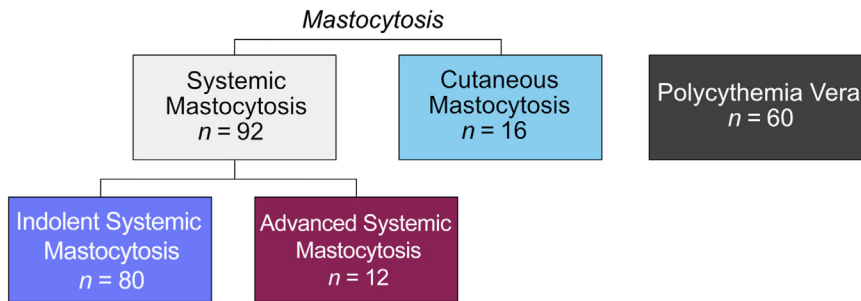 Mastocytosis
Systemic
Mastocytosis
n = 92
Cutaneous
Mastocytosis
n = 16
Polycythemia Vera
n = 60
Indolent Systemic
Mastocytosis
n = 80
Advanced Systemic
Mastocytosis
n = 12